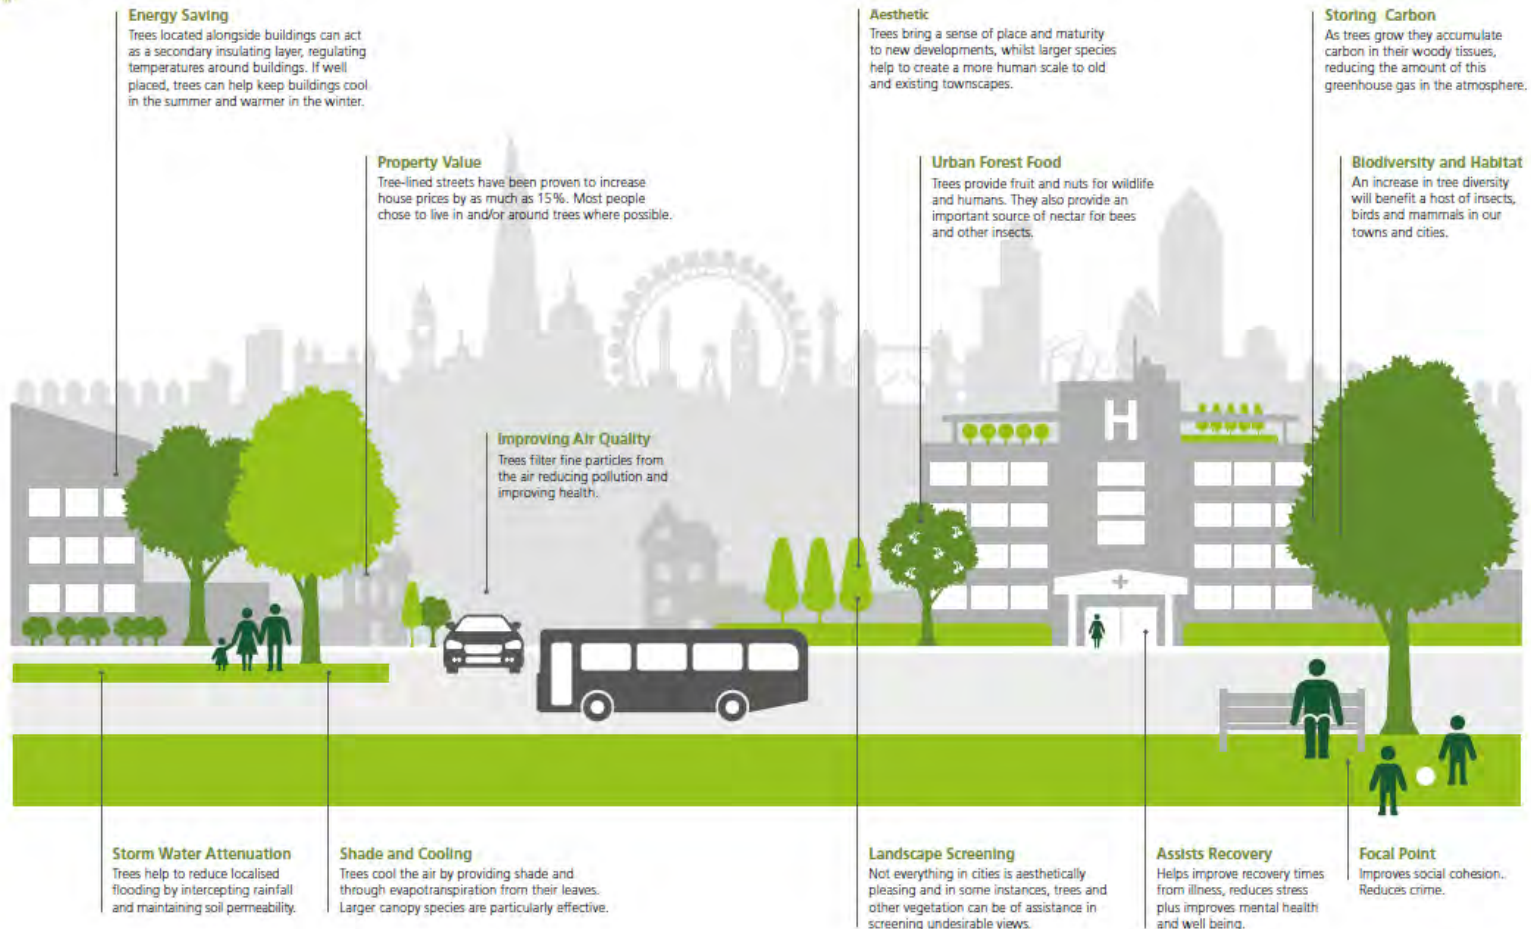 Energy Saving
Trees located alongside buildings can act
as a secondary insulating layer, regulating
temperatures around buildings. If well
placed, trees can help keep buildings cool
in the summer and warmer in the winter.
Aesthetic
Trees bring a sense of place and maturity
to new developments, whilst larger species
help to create a more human scale to old
and existing townscapes.
Storing Carbon
As trees grow they accumulate
carbon in their woody tissues,
reducing the amount of this
greenhouse gas in the atmosphere.
Property Value
Tree-lined streets have been proven to increase
house prices by as much as 15%. Most people
chose to live in and/or around trees where possible.
Urban Forest Food
Trees provide fruit and nuts for wildlife
and humans. They also provide an
important source of nectar for bees
and other insects.
Biodiversity and Habitat
An increase in tree diversity
will benefit a host of insects,
birds and mammals in our
towns and cities.
Improving Air Quality
Trees filter fine particles from
the air reducing pollution and
improving health.
H
Storm Water Attenuation
Trees help to reduce localised
flooding by intercepting rainfall
and maintaining soil permeability.
Shade and Cooling
Trees cool the air by providing shade and
through evapotranspiration from their leaves.
Larger canopy species are particularly effective.
Landscape Screening
Not everything in cities is aesthetically
pleasing and in some instances, trees and
other vegetation can be of assistance in
screening undesirable views.
Assists Recovery
Helps improve recovery times
from illness, reduces stress
plus improves mental health
and well being.
Focal Point
Improves social cohesion.
Reduces crime.